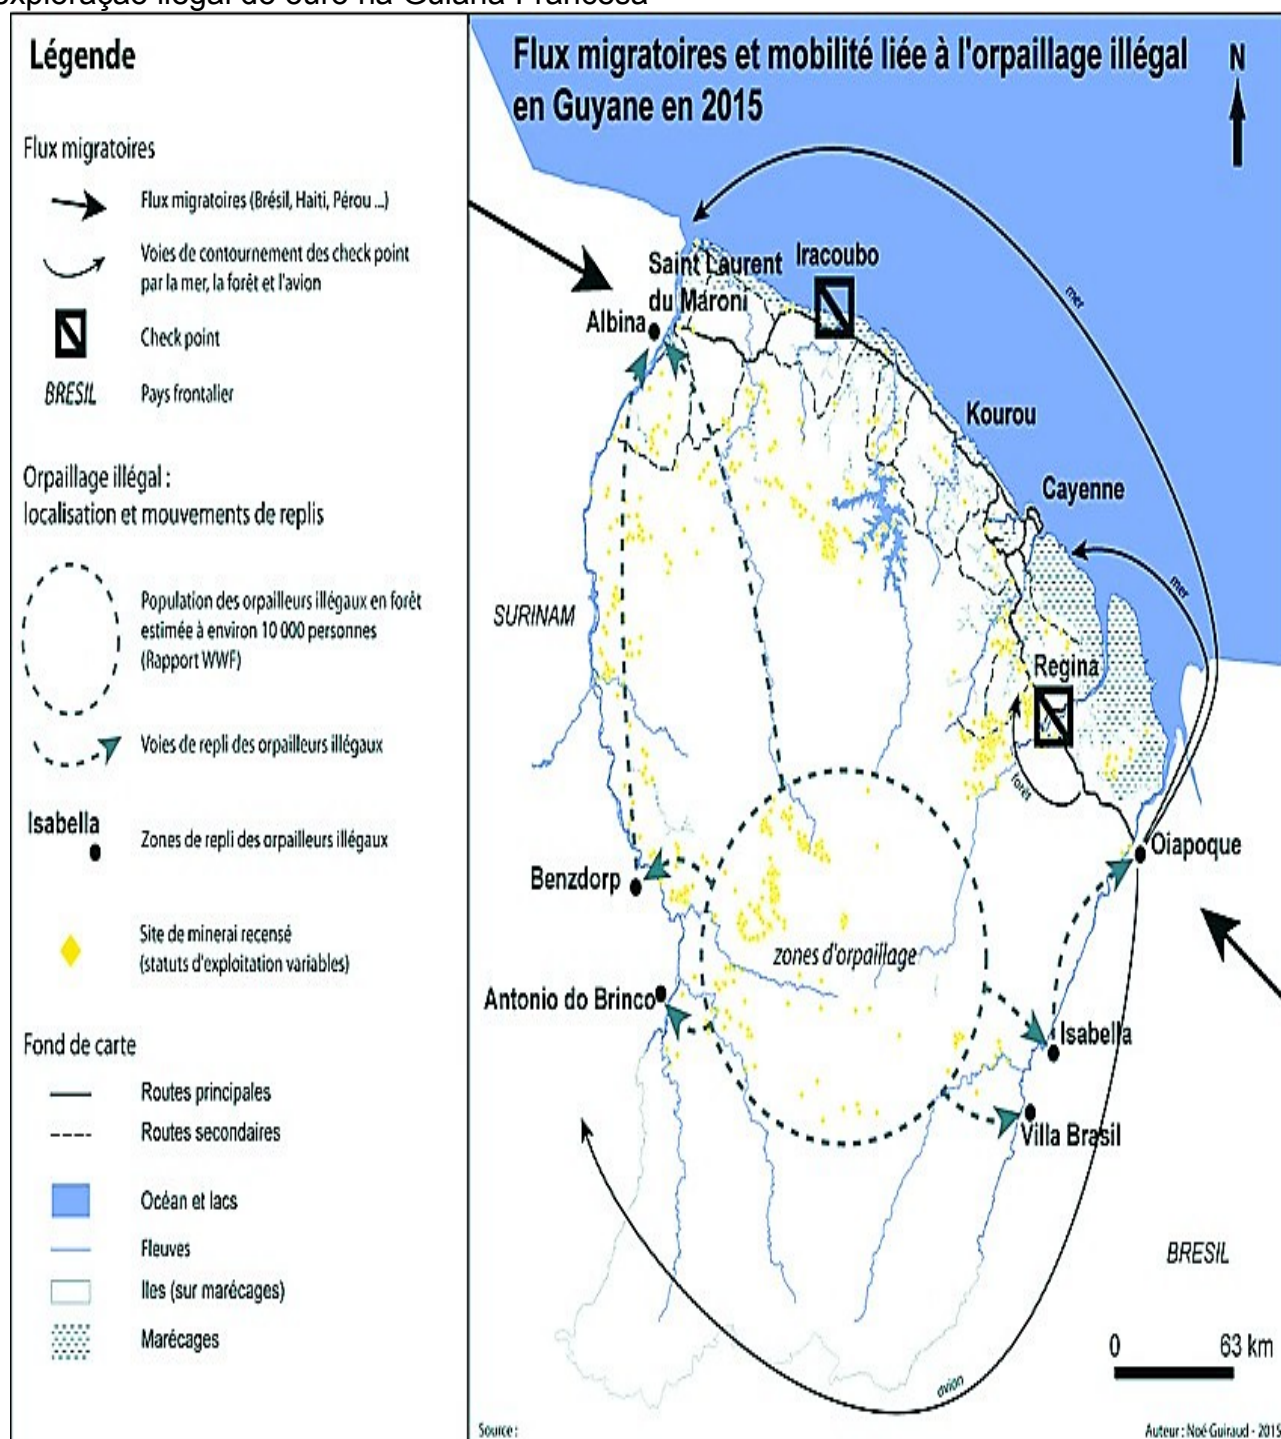 exploração ilegal de ouro na Guiana Francesa
Légende
Flux migratoires
Flux migratoires (Brésil, Haiti, Pérou ...)
Voies de contournement des check point
par la mer, la forêt et l'avion
Check point
BRESIL
Pays frontalier
Orpaillage illégal :
localisation et mouvements de replis
Population des orpailleurs illégaux en forêt
estimée à environ 10 000 personnes
(Rapport WWF)
Voies de repli des orpailleurs illégaux
Isabella
Zones de repli des orpailleurs illégaux
Site de minerai recensé
(statuts d'exploitation variables)
Fond de carte
Routes principales
Routes secondaires
Océan et lacs
Fleuves
Iles (sur marécages)
Marécages
Flux migratoires et mobilité liée à l'orpaillage illégal
en Guyane en 2015
N
Saint Laurent
du Maroni
Iracoubo
Albina
mer
Kourou
Cayenne
mer
SURINAM
Regina
forêt
Oiapoque
Benzdorp
zones d'orpaillage
Antonio do Brinco
Isabella
Villa Brasil
BRESIL
avion
0 63 km
Source :
Auteur : Noé Guiraud - 2015